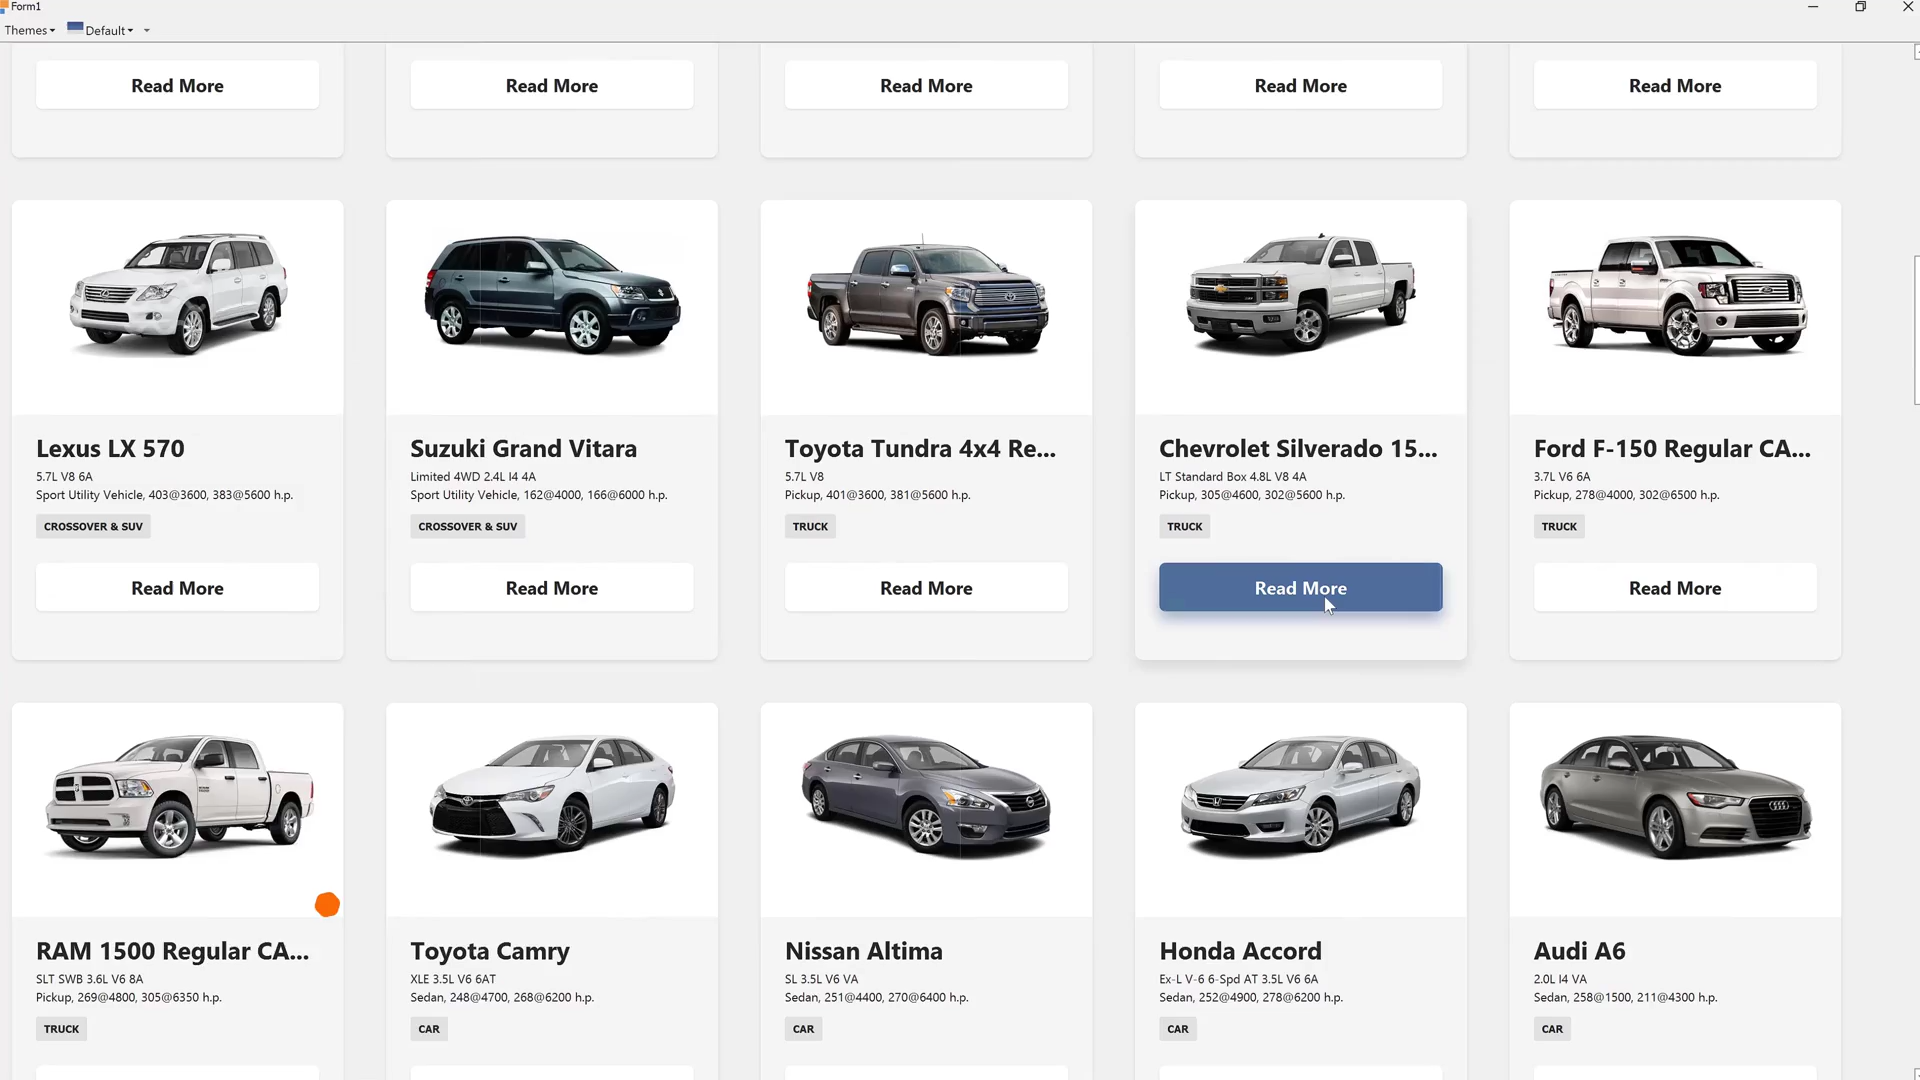 Form1
Themes
Default
Read More
Read More
Read More
Read More
Read More
Lexus LX 570
5.7L V8 6A
Sport Utility Vehicle, 403@3600, 383@5600 h.p.
CROSSOVER & SUV
Read More
Suzuki Grand Vitara
Limited 4WD 2.4L I4 4A
Sport Utility Vehicle, 162@4000, 166@6000 h.p.
CROSSOVER & SUV
Read More
Toyota Tundra 4x4 Re...
5.7L V8
Pickup, 401@3600, 381@5600 h.p.
TRUCK
Read More
Chevrolet Silverado 15...
LT Standard Box 4.8L V8 4A
Pickup, 305@4600, 302@5600 h.p.
TRUCK
Read More
Ford F-150 Regular CA...
3.7L V6 6A
Pickup, 278@4000, 302@6500 h.p.
TRUCK
Read More
RAM 1500 Regular CA...
SLT SWB 3.6L V6 8A
Pickup, 269@4800, 305@6350 h.p.
TRUCK
Toyota Camry
XLE 3.5L V6 6AT
Sedan, 248@4700, 268@6200 h.p.
CAR
Nissan Altima
SL 3.5L V6 VA
Sedan, 251@4400, 270@6400 h.p.
CAR
Honda Accord
Ex-L V-6 6-Spd AT 3.5L V6 6A
Sedan, 252@4900, 278@6200 h.p.
CAR
Audi A6
2.0L I4 VA
Sedan, 258@1500, 211@4300 h.p.
CAR